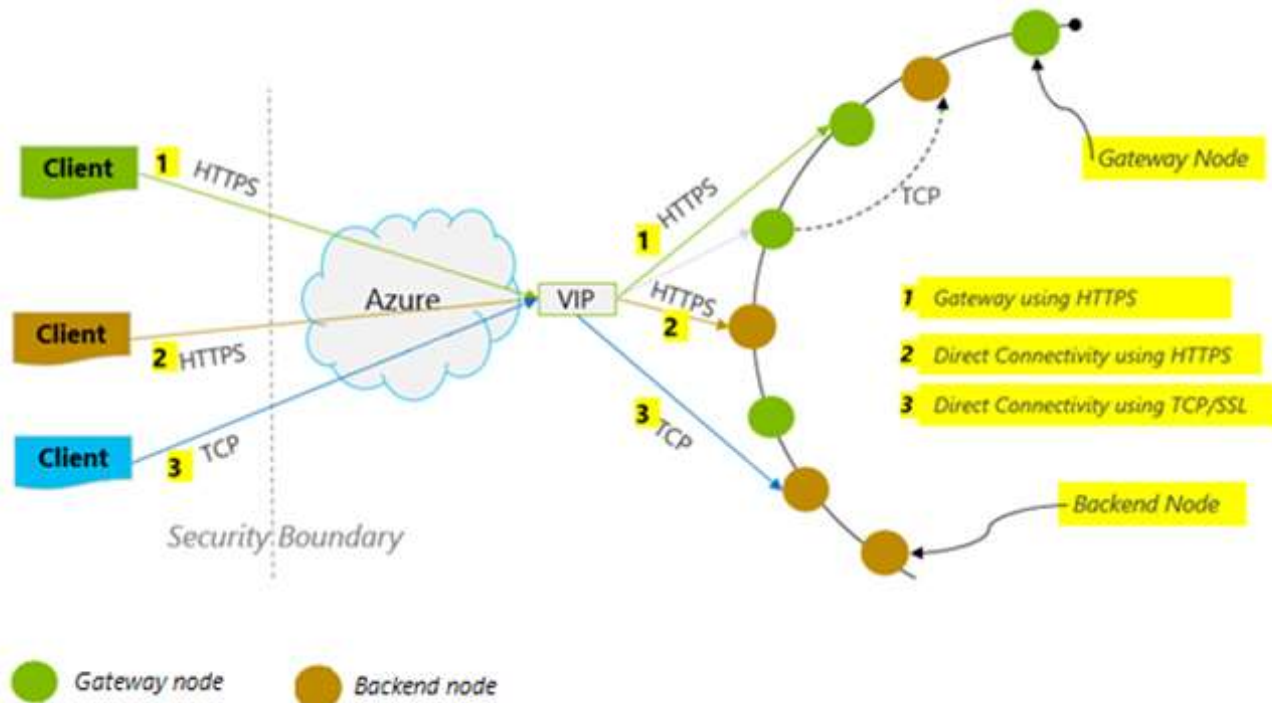 Client
1 HTTPS
Client
2 HTTPS
Client
3 TCP
Security Boundary
Azure
VIP
1 HTTPS
HTTPS
2
3 TCP
TCP
Gateway Node
1 Gateway using HTTPS
2 Direct Connectivity using HTTPS
3 Direct Connectivity using TCP/SSL
Backend Node
Gateway node
Backend node